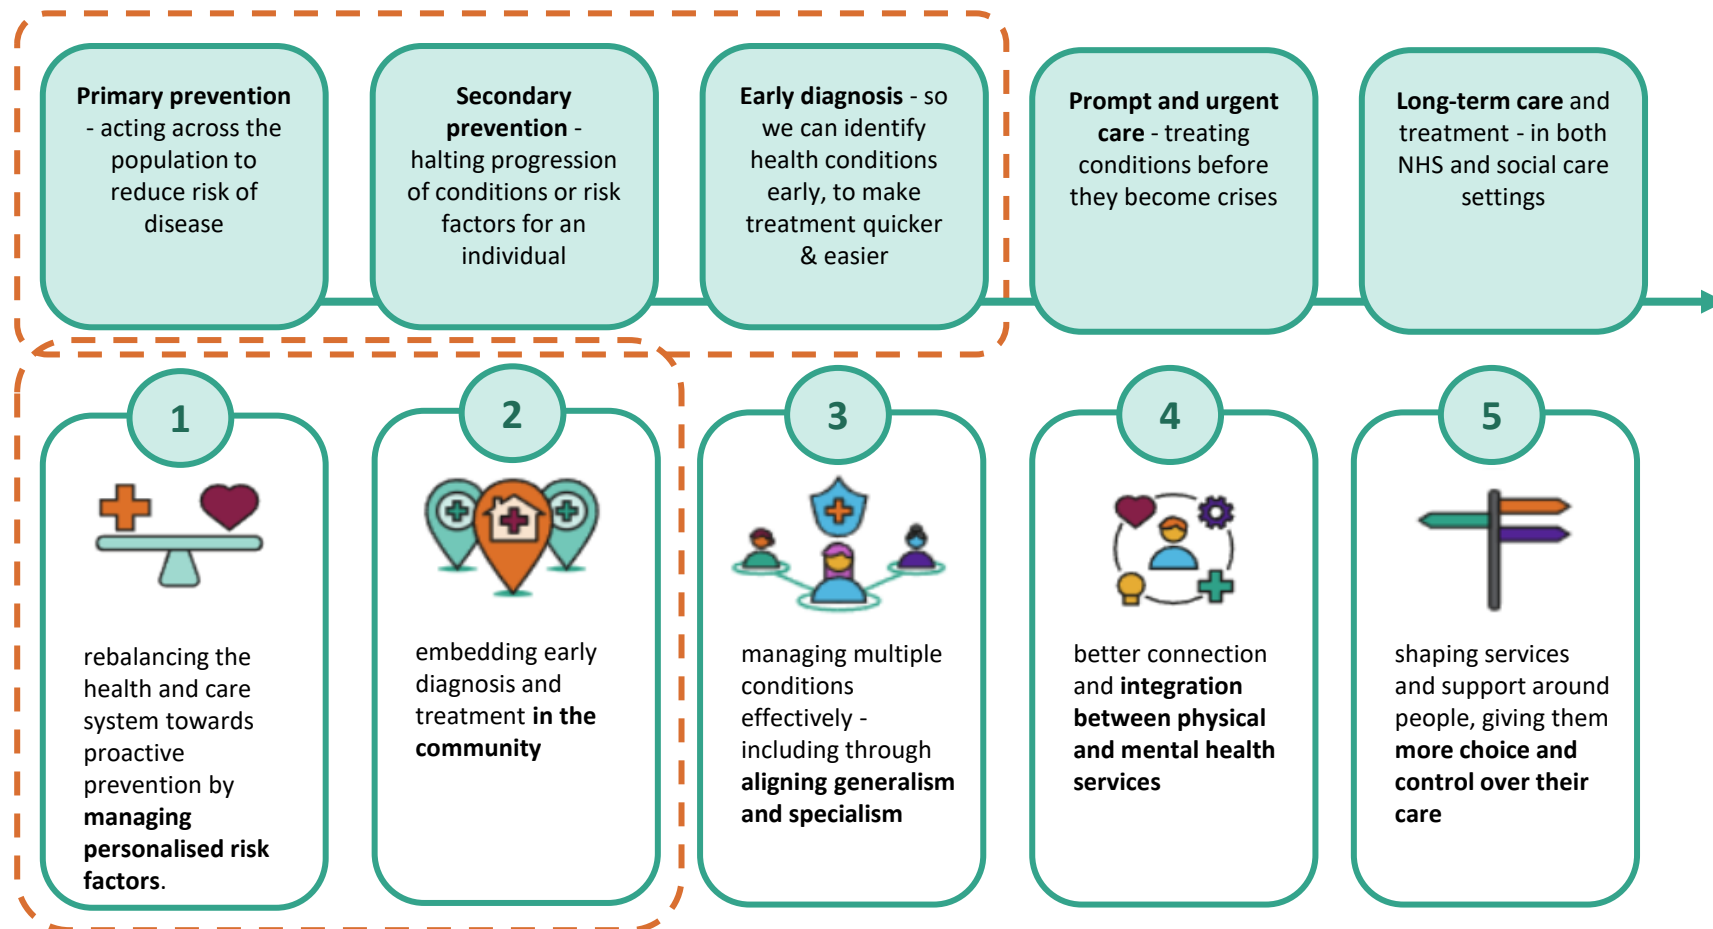 Primary prevention
- acting across the
population to
reduce risk of
disease
Secondary
prevention -
halting progression
of conditions or risk
factors for an
individual
Early diagnosis - so
we can identify
health conditions
early, to make
treatment quicker
& easier
Prompt and urgent
care - treating
conditions before
they become crises
Long-term care and
treatment - in both
NHS and social care
settings
1
rebalancing the
health and care
system towards
proactive
prevention by
managing
personalised risk
factors.
2
embedding early
diagnosis and
treatment in the
community
3
managing multiple
conditions
effectively -
including through
aligning generalism
and specialism
4
better connection
and integration
between physical
and mental health
services
5
shaping services
and support around
people, giving them
more choice and
control over their
care